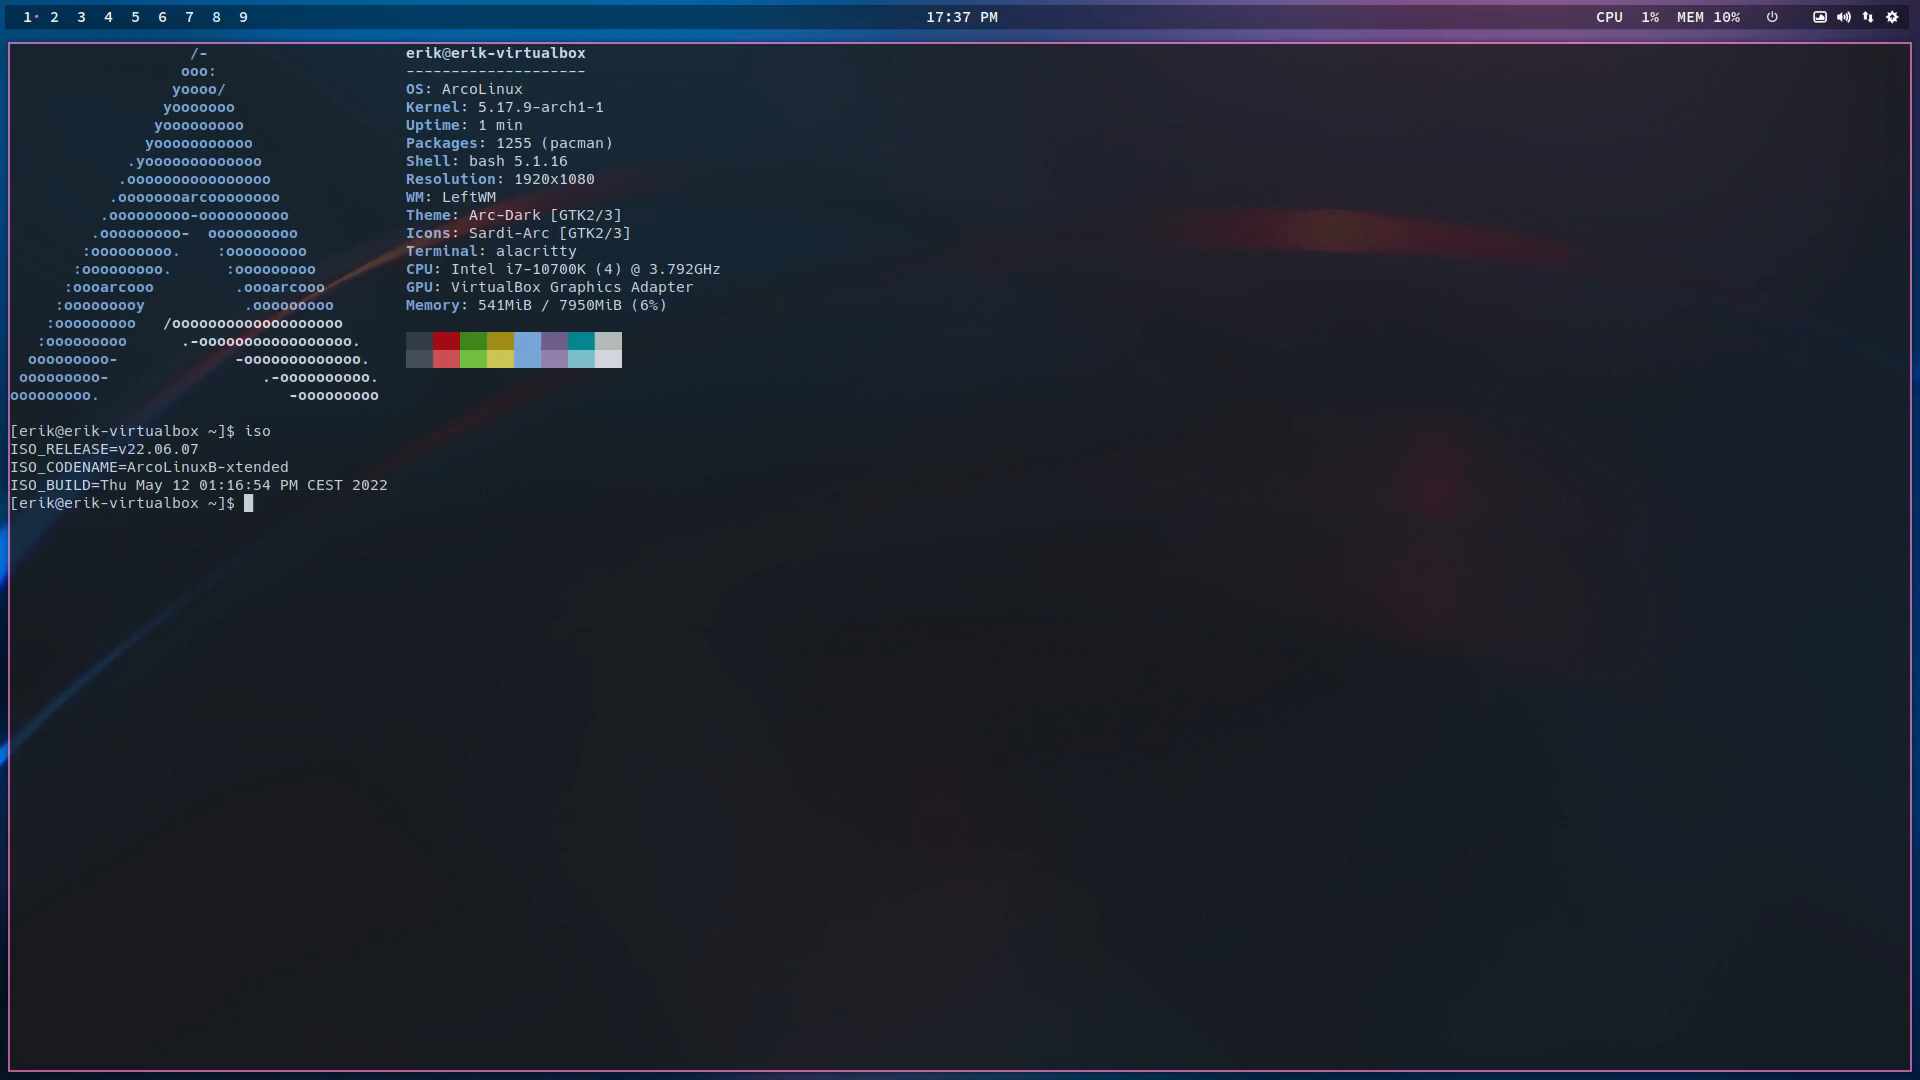 1· 2 3 4 5 6 7 8 9 17:37 PM CPU 1% MEM 10%
/- erik@erik-virtualbox
ooo: --------------------
yoooo/ OS: ArcoLinux
yooooooo Kernel: 5.17.9-arch1-1
yooooooooo Uptime: 1 min
yooooooooooo Packages: 1255 (pacman)
.yooooooooooooo Shell: bash 5.1.16
.oooooooooooooooo Resolution: 1920x1080
.oooooooarcoooooooo WM: LeftWM
.ooooooooo-oooooooooo Theme: Arc-Dark [GTK2/3]
.ooooooooo- oooooooooo Icons: Sardi-Arc [GTK2/3]
:ooooooooo. :ooooooooo Terminal: alacritty
:ooooooooo. :ooooooooo CPU: Intel i7-10700K (4) @ 3.792GHz
:oooarcooo .oooarcooo GPU: VirtualBox Graphics Adapter
:ooooooooy .ooooooooo Memory: 541MiB / 7950MiB (6%)
:ooooooooo /ooooooooooooooooooo
:ooooooooo .-ooooooooooooooooo.
ooooooooo- -ooooooooooooo.
ooooooooo- .-oooooooooo.
ooooooooo. -ooooooooo
[erik@erik-virtualbox ~]$ iso
ISO_RELEASE=v22.06.07
ISO_CODENAME=ArcoLinuxB-xtended
ISO_BUILD=Thu May 12 01:16:54 PM CEST 2022
[erik@erik-virtualbox ~]$